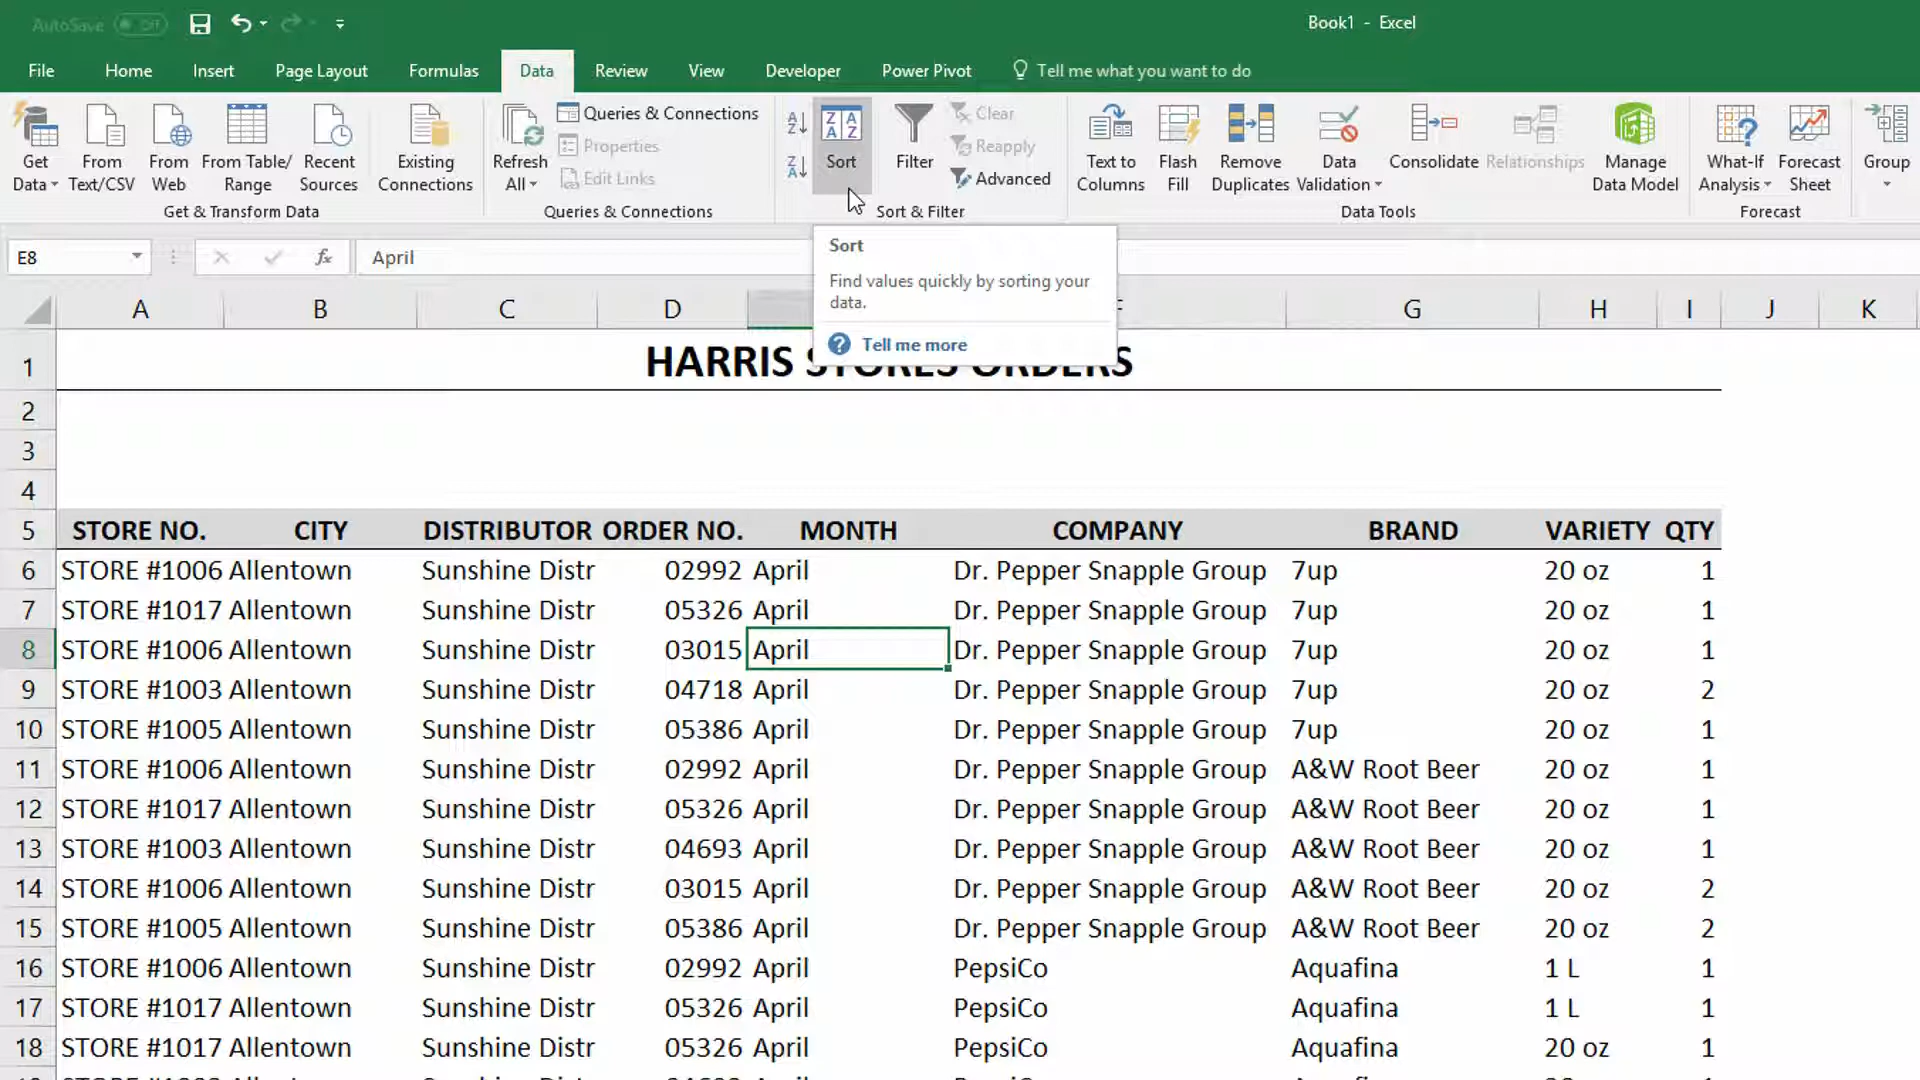 AutoSave Off
Book1 - Excel
File Home Insert Page Layout Formulas Data Review View Developer Power Pivot Tell me what you want to do
Get Data
From Text/CSV
From Web
From Table/ Range
Recent Sources
Existing Connections
Get & Transform Data
Refresh All
Queries & Connections
Properties
Edit Links
Queries & Connections
Sort
Filter
Clear
Reapply
Advanced
Sort & Filter
Text to Columns
Flash Fill
Remove Duplicates
Data Validation
Consolidate
Relationships
Manage Data Model
Data Tools
What-If Analysis
Forecast Sheet
Forecast
Group
E8 fx April
Sort
Find values quickly by sorting your
data.
Tell me more
A B C D F G H I J K
1 HARRIS STORES ORDERS
2
3
4
5 STORE NO. CITY DISTRIBUTOR ORDER NO. MONTH COMPANY BRAND VARIETY QTY
6 STORE #1006 Allentown Sunshine Distr 02992 April Dr. Pepper Snapple Group 7up 20 oz 1
7 STORE #1017 Allentown Sunshine Distr 05326 April Dr. Pepper Snapple Group 7up 20 oz 1
8 STORE #1006 Allentown Sunshine Distr 03015 April Dr. Pepper Snapple Group 7up 20 oz 1
9 STORE #1003 Allentown Sunshine Distr 04718 April Dr. Pepper Snapple Group 7up 20 oz 2
10 STORE #1005 Allentown Sunshine Distr 05386 April Dr. Pepper Snapple Group 7up 20 oz 1
11 STORE #1006 Allentown Sunshine Distr 02992 April Dr. Pepper Snapple Group A&W Root Beer 20 oz 1
12 STORE #1017 Allentown Sunshine Distr 05326 April Dr. Pepper Snapple Group A&W Root Beer 20 oz 1
13 STORE #1003 Allentown Sunshine Distr 04693 April Dr. Pepper Snapple Group A&W Root Beer 20 oz 1
14 STORE #1006 Allentown Sunshine Distr 03015 April Dr. Pepper Snapple Group A&W Root Beer 20 oz 2
15 STORE #1005 Allentown Sunshine Distr 05386 April Dr. Pepper Snapple Group A&W Root Beer 20 oz 2
16 STORE #1006 Allentown Sunshine Distr 02992 April PepsiCo Aquafina 1 L 1
17 STORE #1017 Allentown Sunshine Distr 05326 April PepsiCo Aquafina 1 L 1
18 STORE #1017 Allentown Sunshine Distr 05326 April PepsiCo Aquafina 20 oz 1